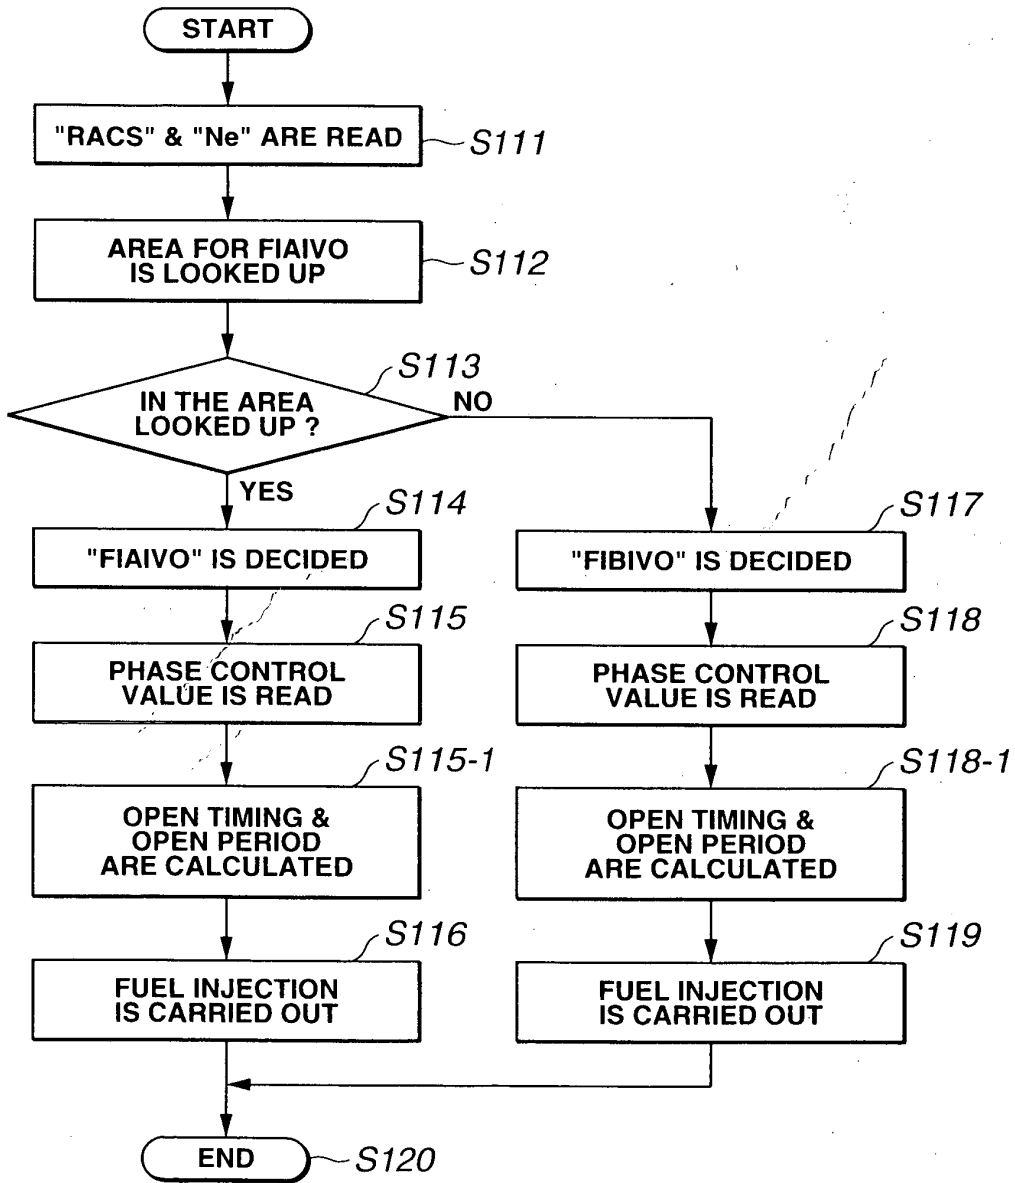 START
"RACS" & "Ne" ARE READ
S111
AREA FOR FIAIVO
IS LOOKED UP
S112
S113
IN THE AREA
LOOKED UP ?
NO
YES
S114
"FIAIVO" IS DECIDED
S117
"FIBIVO" IS DECIDED
S115
PHASE CONTROL
VALUE IS READ
S118
PHASE CONTROL
VALUE IS READ
S115-1
OPEN TIMING &
OPEN PERIOD
ARE CALCULATED
S118-1
OPEN TIMING &
OPEN PERIOD
ARE CALCULATED
S116
FUEL INJECTION
IS CARRIED OUT
S119
FUEL INJECTION
IS CARRIED OUT
END
S120